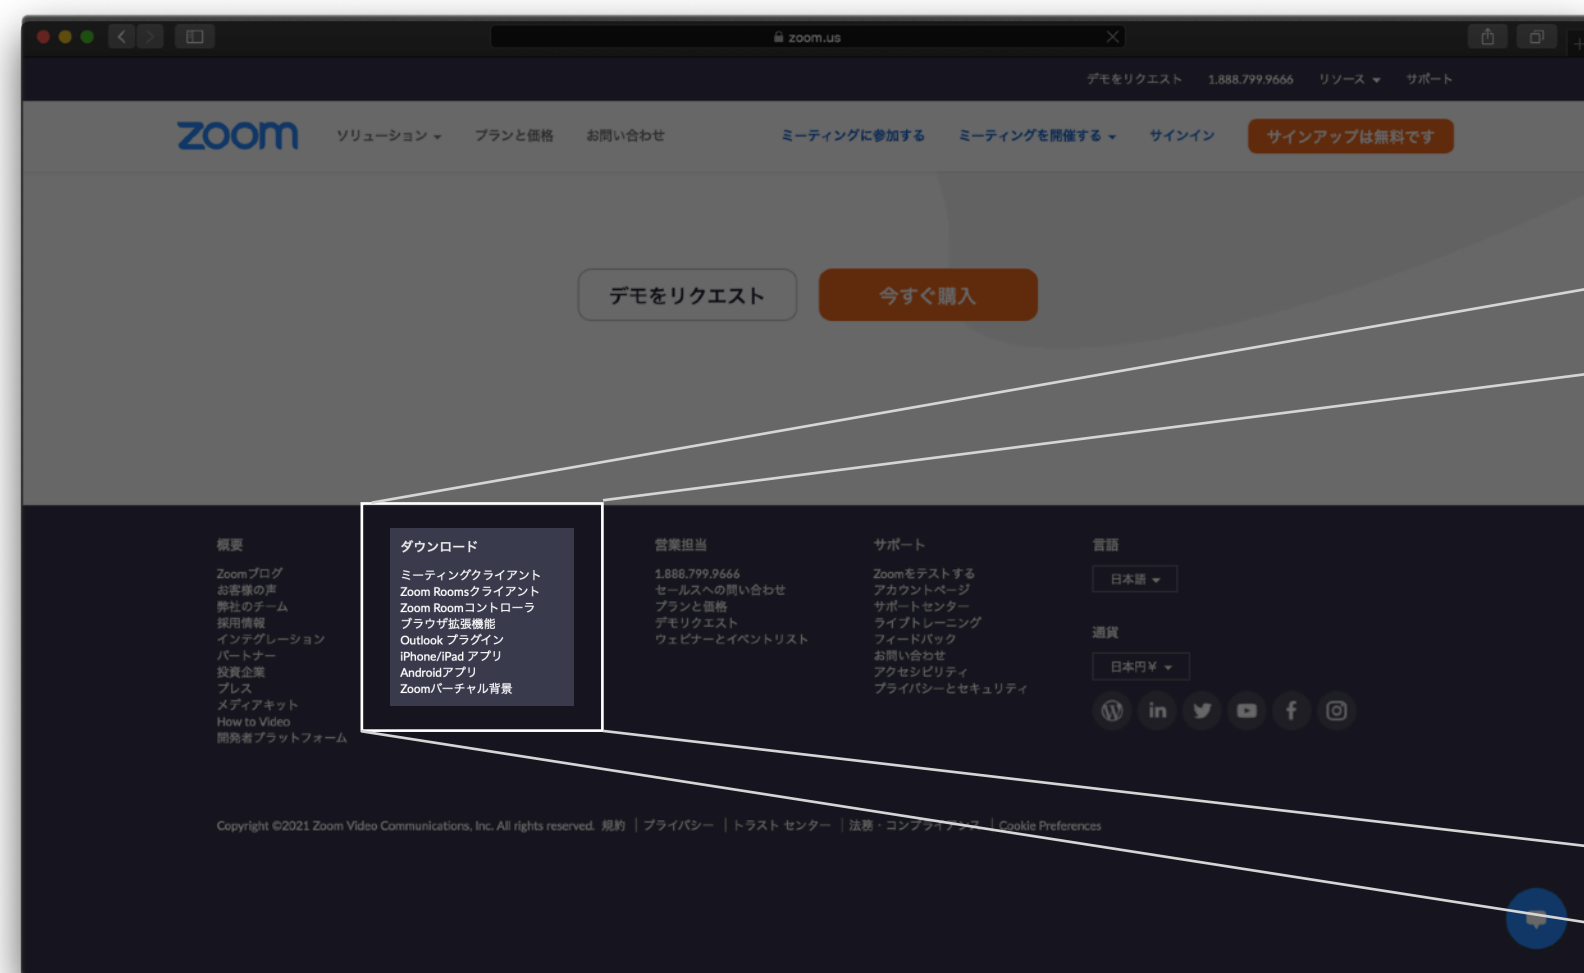 zoom.us
デモをリクエスト 1.888.799.9666 リソース サポート
zoom ソリューション プランと価格 お問い合わせ ミーティングに参加する ミーティングを開催する サインイン サインアップは無料です
デモをリクエスト 今すぐ購入
概要
Zoomブログ
お客様の声
弊社のチーム
採用情報
インテグレーション
パートナー
投資企業
プレス
メディアキット
How to Video
開発者プラットフォーム
ダウンロード
ミーティングクライアント
Zoom Roomsクライアント
Zoom Roomコントローラ
ブラウザ拡張機能
Outlook プラグイン
iPhone/iPad アプリ
Androidアプリ
Zoomバーチャル背景
営業担当
1.888.799.9666
セールスへの問い合わせ
プランと価格
デモリクエスト
ウェビナーとイベントリスト
サポート
Zoomをテストする
アカウントページ
サポートセンター
ライブトレーニング
フィードバック
お問い合わせ
アクセシビリティ
プライバシーとセキュリティ
言語
日本語
通貨
日本円¥
Copyright ©2021 Zoom Video Communications, Inc. All rights reserved. 規約 | プライバシー | トラスト センター | 法務・コンプライアンス | Cookie Preferences